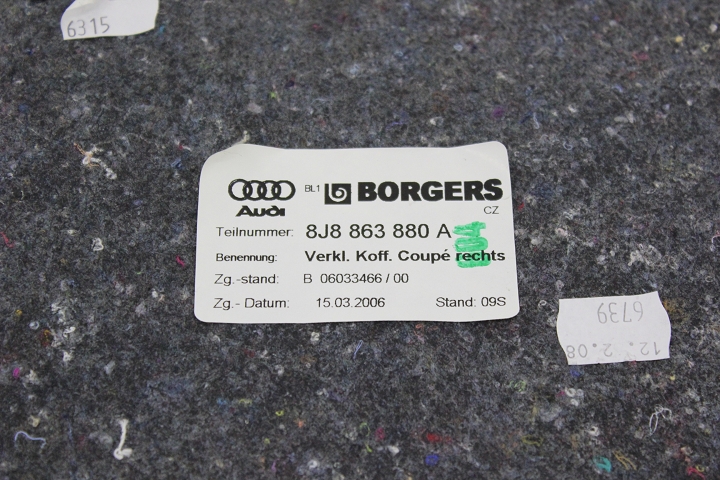 6315
Audi BL1 BORGERS
CZ
Teilnummer: 8J8 863 880 A
Benennung: Verkl. Koff. Coupé rechts
Zg.-stand: B 06033466 / 00
Zg.- Datum: 15.03.2006 Stand: 09S
6739
12. 2.08